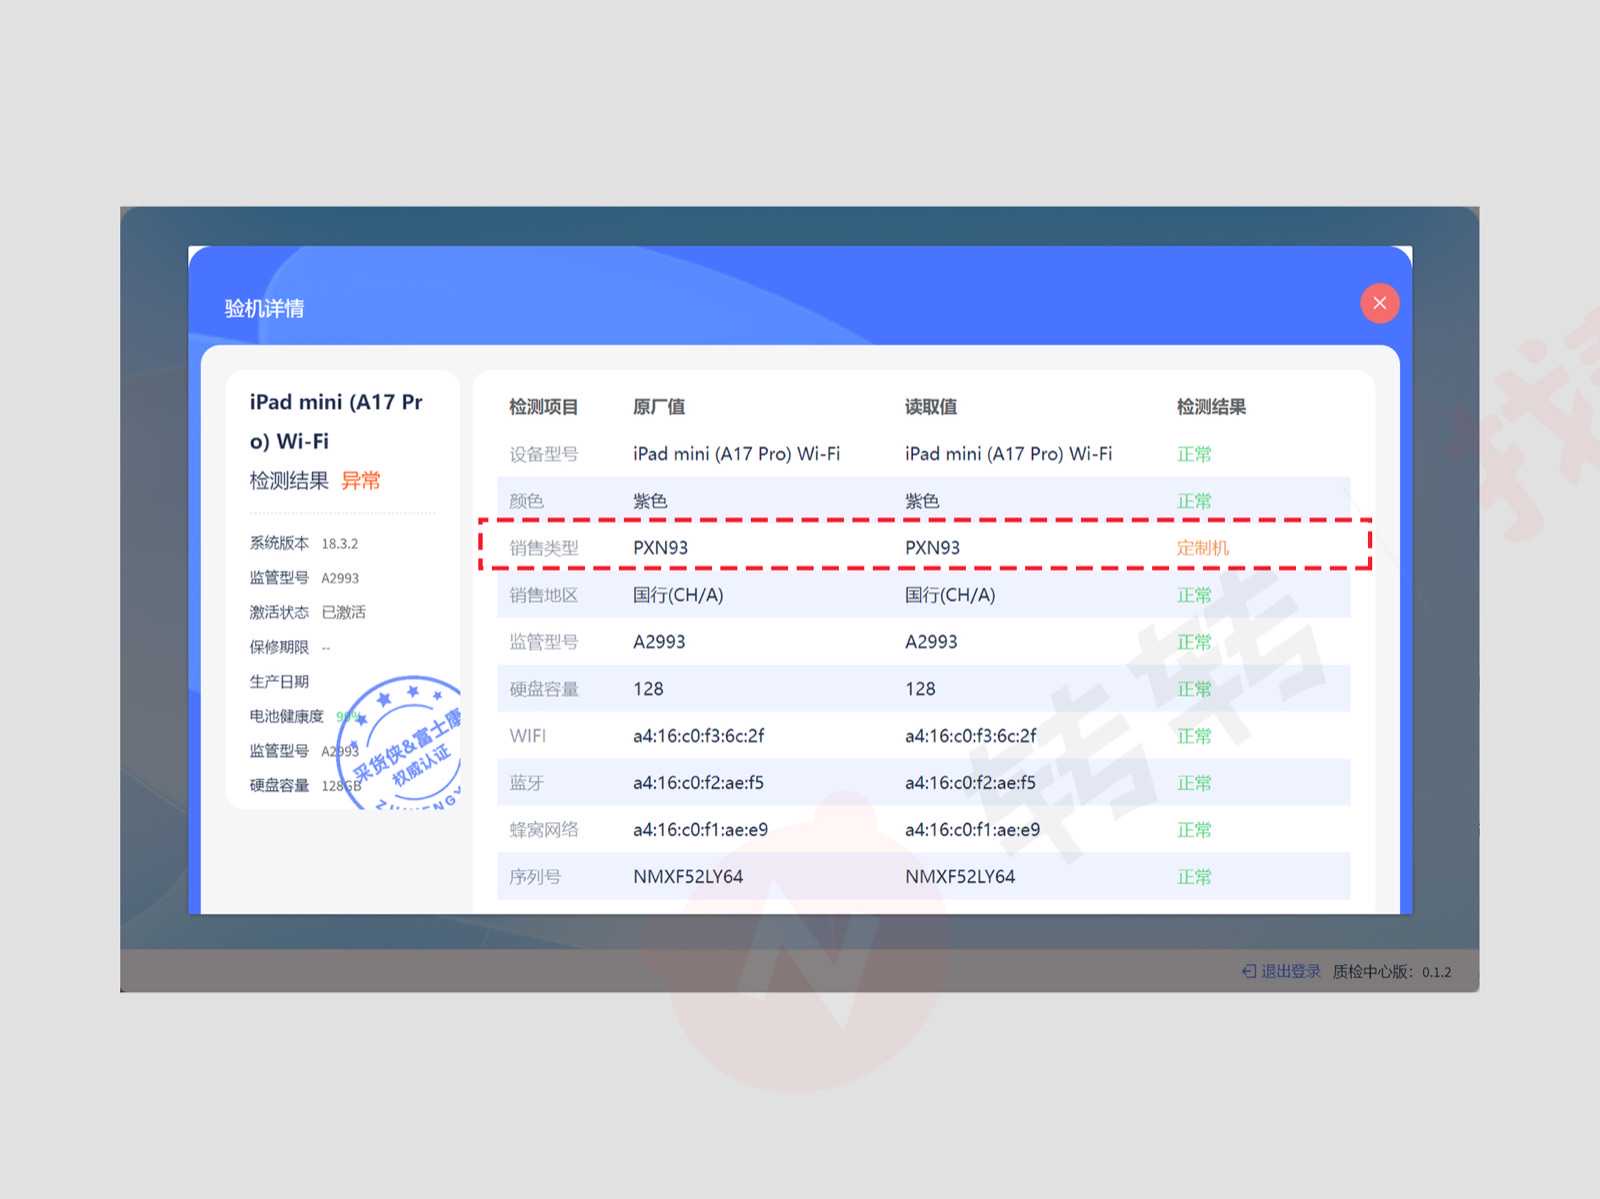 验机详情
iPad mini (A17 Pr
o) Wi-Fi
检测结果 异常
系统版本 18.3.2
监管型号 A2993
激活状态 已激活
保修期限 --
生产日期
电池健康度
监管型号 A2993
硬盘容量 128GB
采货侠&富士康
权威认证
检测项目 原厂值 读取值 检测结果
设备型号 iPad mini (A17 Pro) Wi-Fi iPad mini (A17 Pro) Wi-Fi 正常
颜色 紫色 紫色 正常
销售类型 PXN93 PXN93 定制机
销售地区 国行(CH/A) 国行(CH/A) 正常
监管型号 A2993 A2993 正常
硬盘容量 128 128 正常
WIFI a4:16:c0:f3:6c:2f a4:16:c0:f3:6c:2f 正常
蓝牙 a4:16:c0:f2:ae:f5 a4:16:c0:f2:ae:f5 正常
蜂窝网络 a4:16:c0:f1:ae:e9 a4:16:c0:f1:ae:e9 正常
序列号 NMXF52LY64 NMXF52LY64 正常
退出登录 质检中心版：0.1.2
转转
找